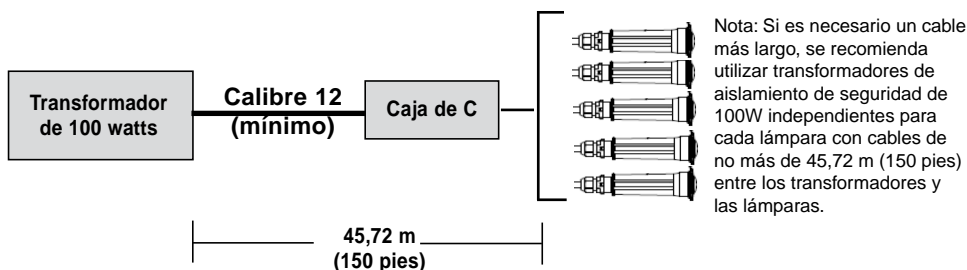 Transformador
de 100 watts
Calibre 12
(mínimo)
Caja de C
Nota: Si es necesario un cable
más largo, se recomienda
utilizar transformadores de
aislamiento de seguridad de
100W independientes para
cada lámpara con cables de
no más de 45,72 m (150 pies)
entre los transformadores y
las lámparas.
45,72 m
(150 pies)